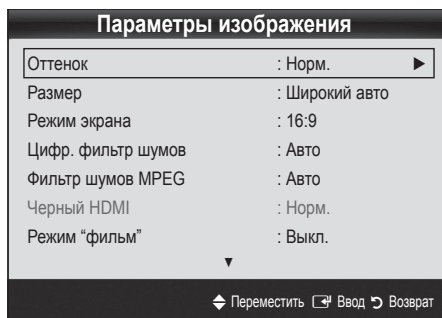 Параметры изображения
Оттенок : Норм. ▶
Размер : Широкий авто
Режим экрана : 16:9
Цифр. фильтр шумов : Авто
Фильтр шумов MPEG : Авто
Черный HDMI : Норм.
Режим “фильм” : Выкл.
▼
Переместить Ввод Возврат